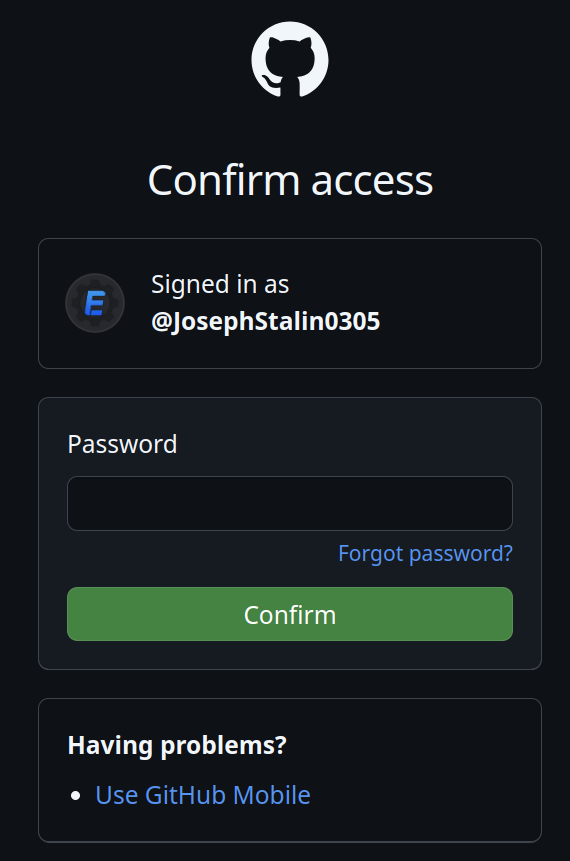 Confirm access
E
Signed in as
@JosephStalin0305
Password
Forgot password?
Confirm
Having problems?
Use GitHub Mobile